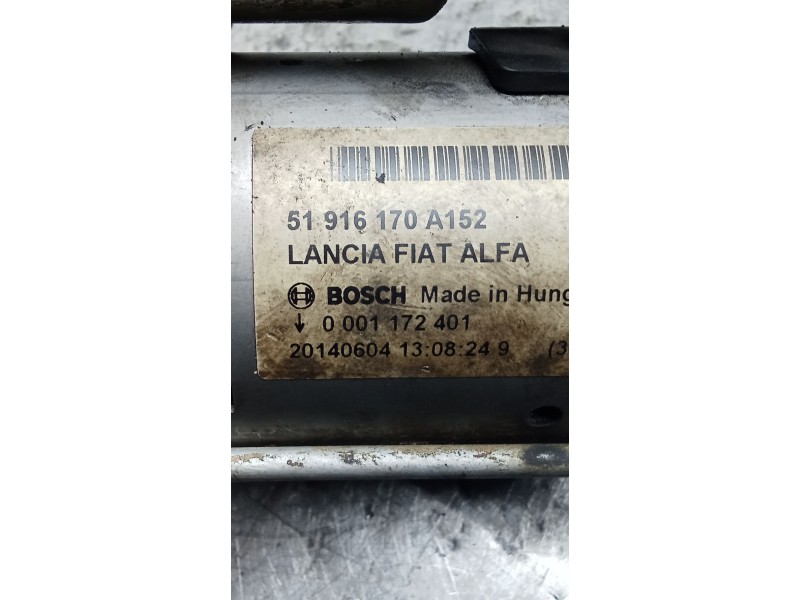 51 916 170 A152
LANCIA FIAT ALFA
BOSCH Made in Hung
↓ 0 001 172 401
20140604 13:08:24 9 (3